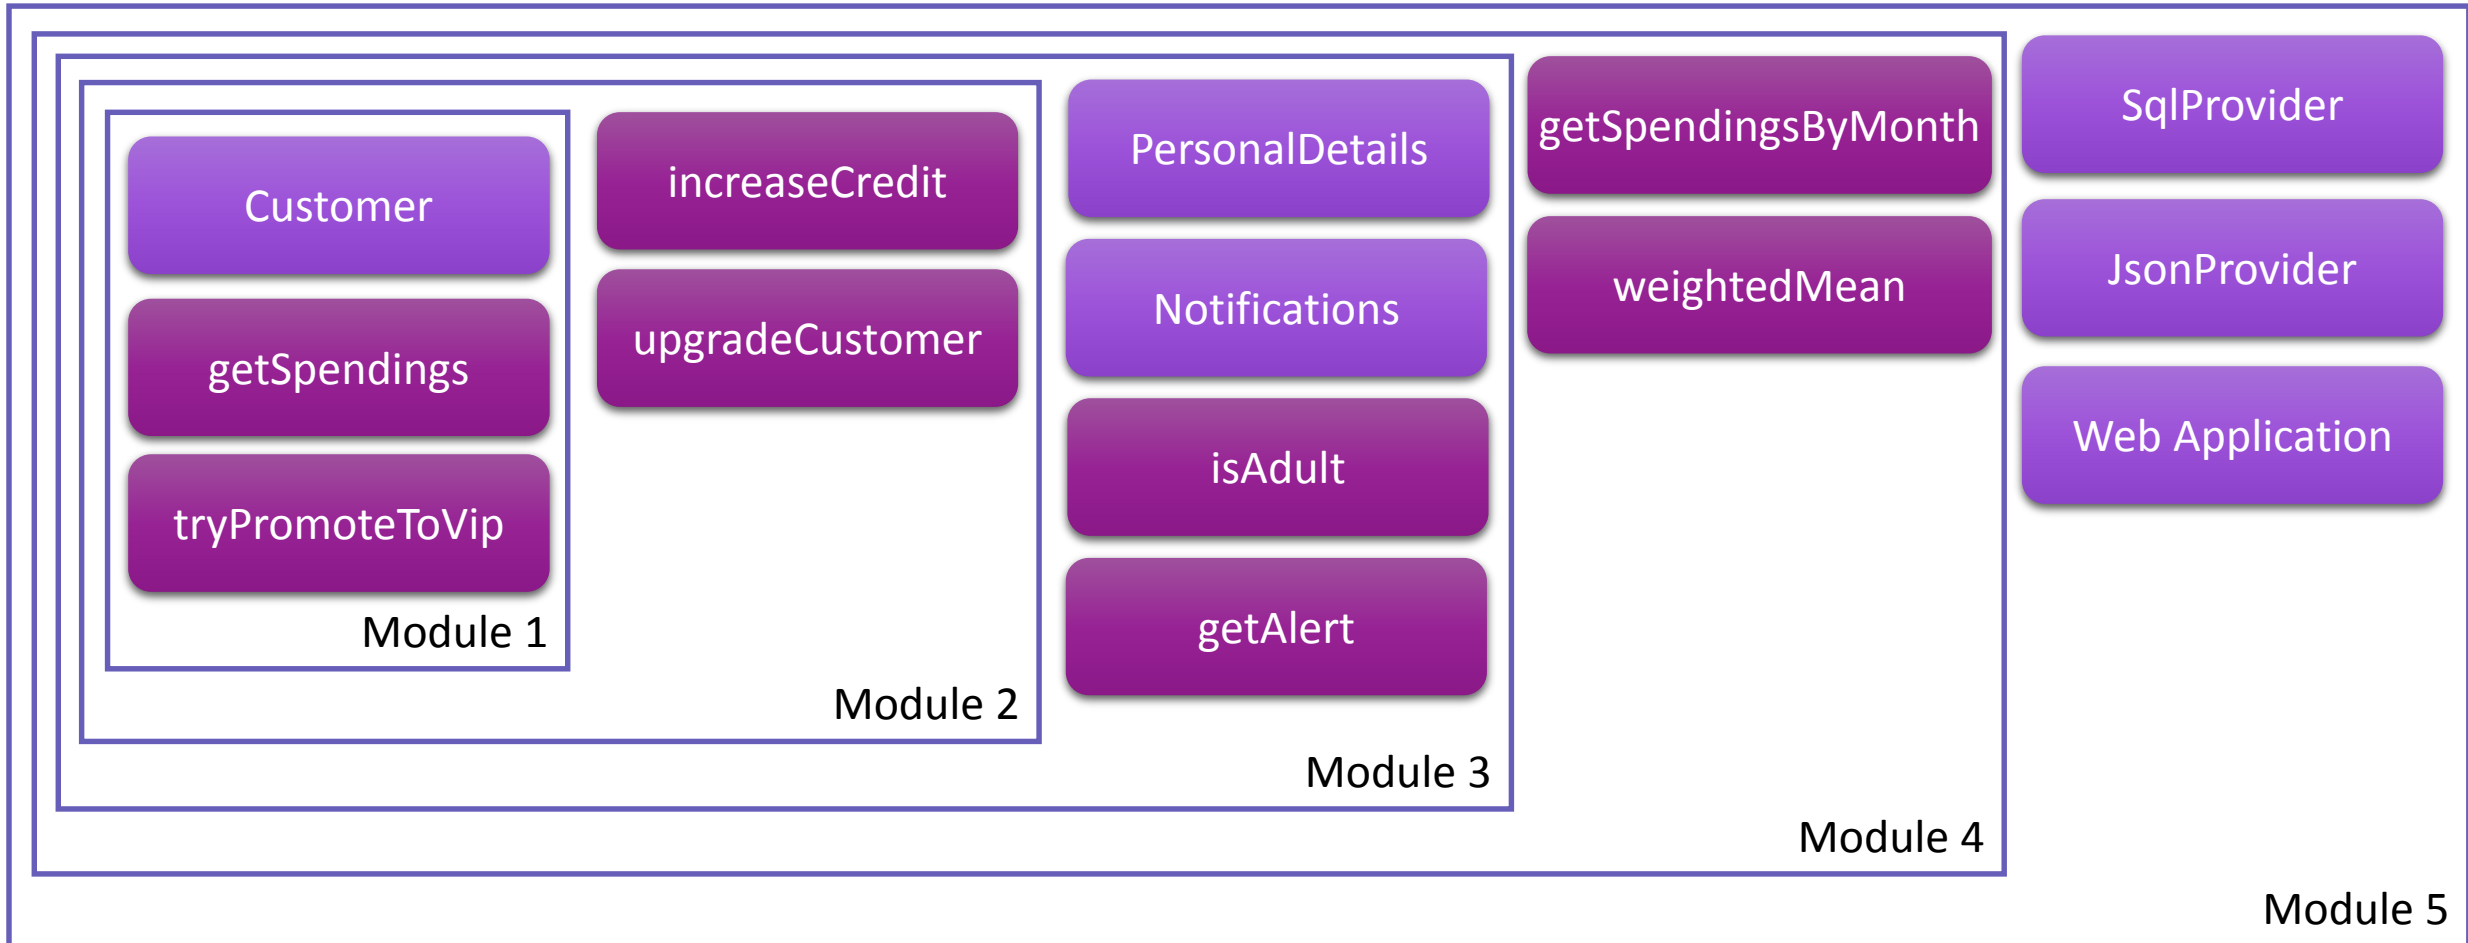 Customer
getSpendings
tryPromoteToVip
Module 1
increaseCredit
upgradeCustomer
Module 2
PersonalDetails
Notifications
isAdult
getAlert
Module 3
getSpendingsByMonth
weightedMean
Module 4
SqlProvider
JsonProvider
Web Application
Module 5